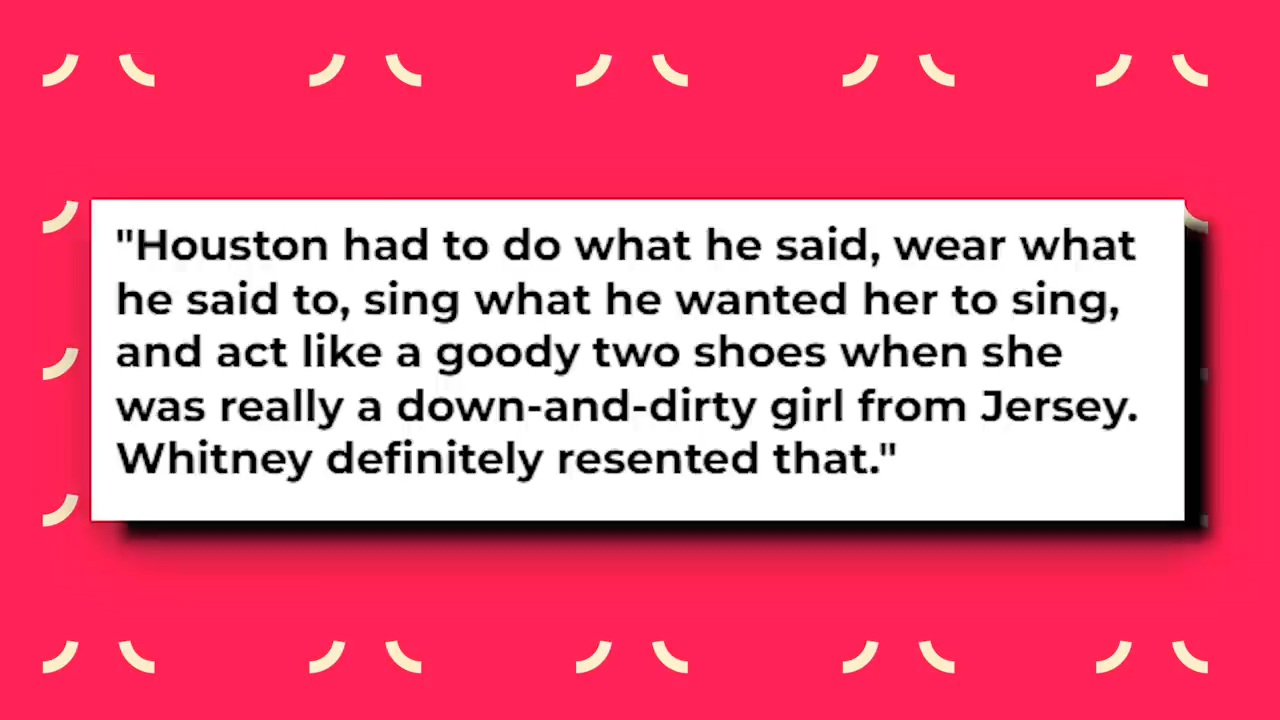 "Houston had to do what he said, wear what
he said to, sing what he wanted her to sing,
and act like a goody two shoes when she
was really a down-and-dirty girl from Jersey.
Whitney definitely resented that."